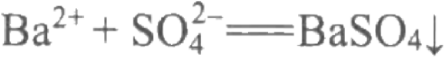 Ba²⁺ + SO₄²⁻ ══ BaSO₄↓